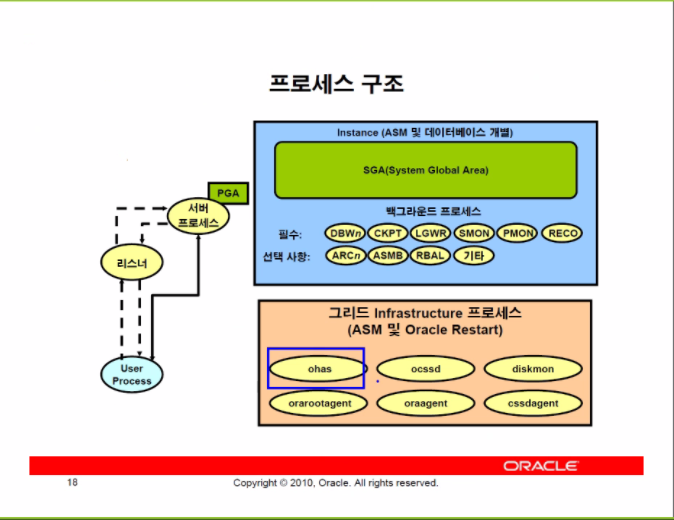 프로세스 구조
Instance (ASM 및 데이터베이스 개별)
SGA(System Global Area)
PGA
서버
프로세스
백그라운드 프로세스
필수: DBWn CKPT LGWR SMON PMON RECO
선택 사항: ARCn ASMB RBAL 기타
리스너
그리드 Infrastructure 프로세스
(ASM 및 Oracle Restart)
User
Process
ohas ocssd diskmon
orarootagent oraagent cssdagent
ORACLE
18 Copyright © 2010, Oracle. All rights reserved.